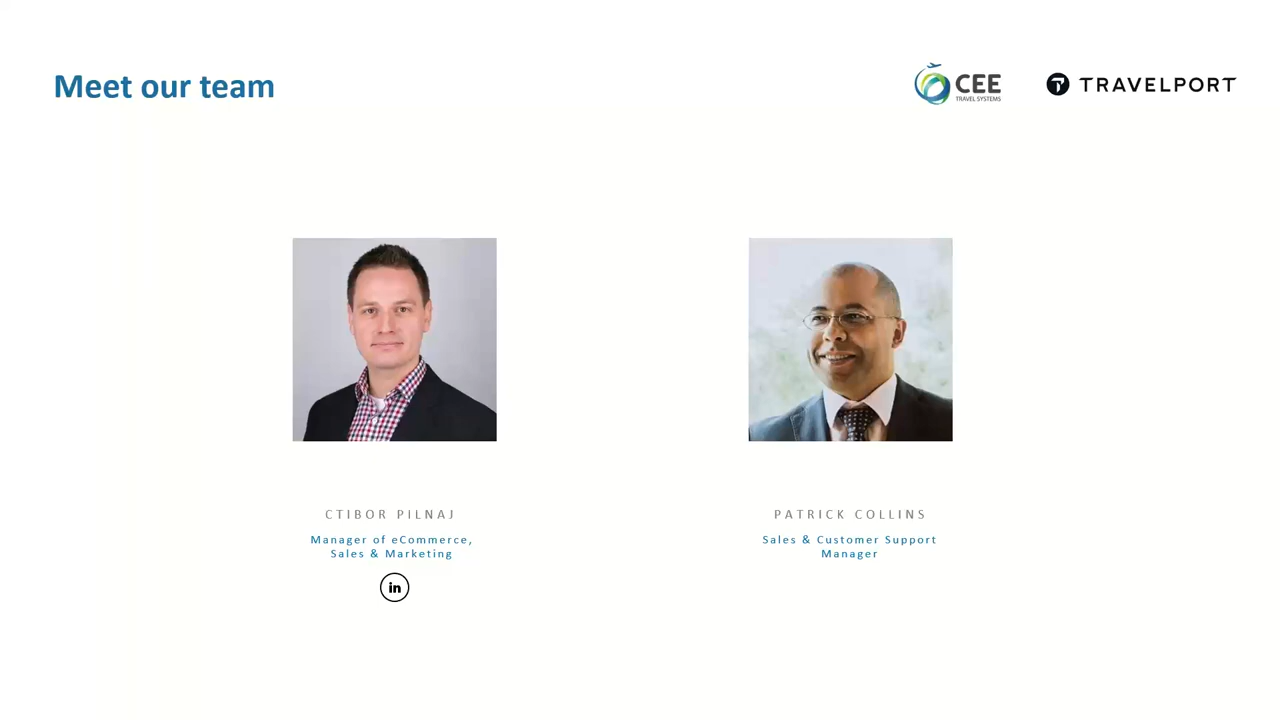 Meet our team
CEE
TRAVEL SYSTEMS
TRAVELPORT
CTIBOR PILNAJ
Manager of eCommerce,
Sales & Marketing
in
PATRICK COLLINS
Sales & Customer Support
Manager